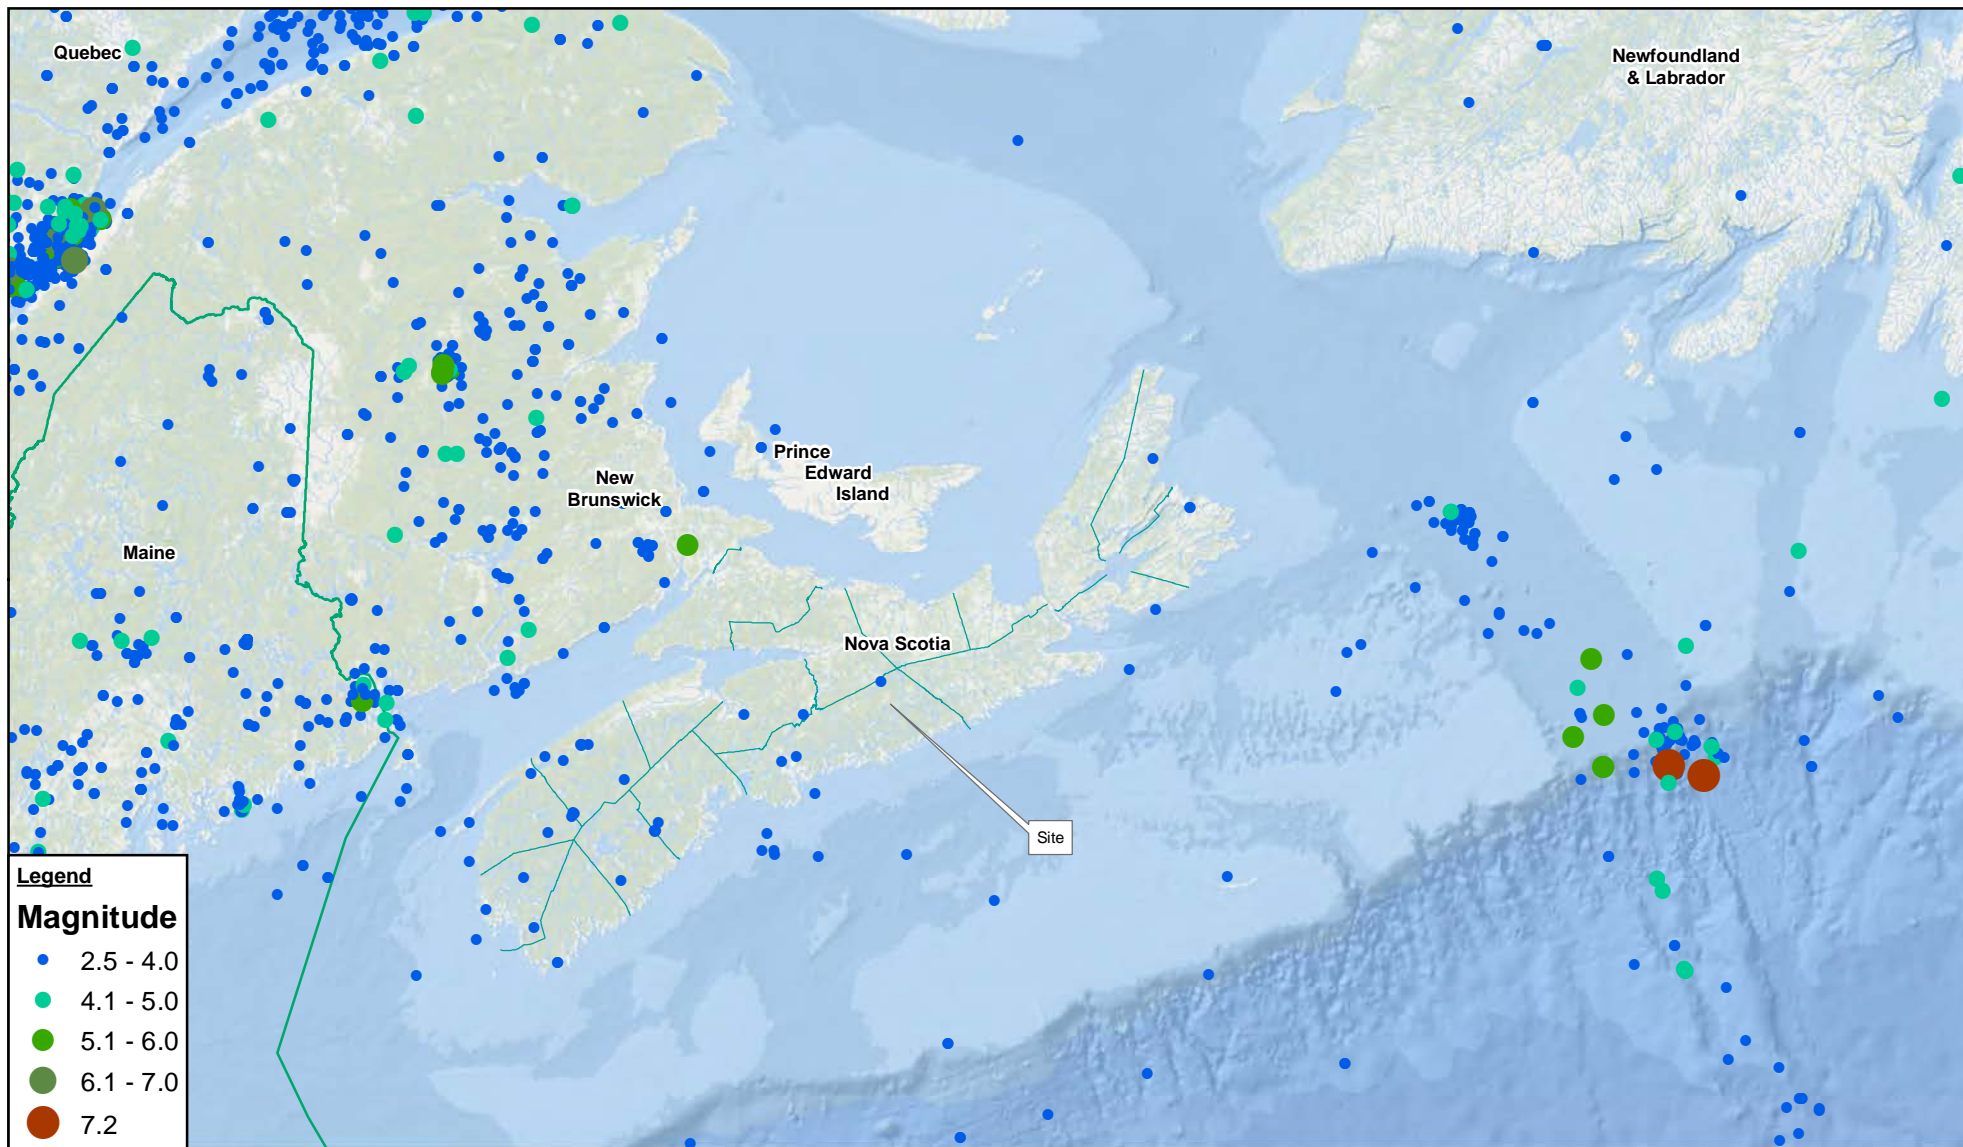 Quebec
Newfoundland
& Labrador
Prince
Edward
Island
New
Brunswick
Maine
Nova Scotia
Site
Legend
Magnitude
2.5 - 4.0
4.1 - 5.0
5.1 - 6.0
6.1 - 7.0
7.2